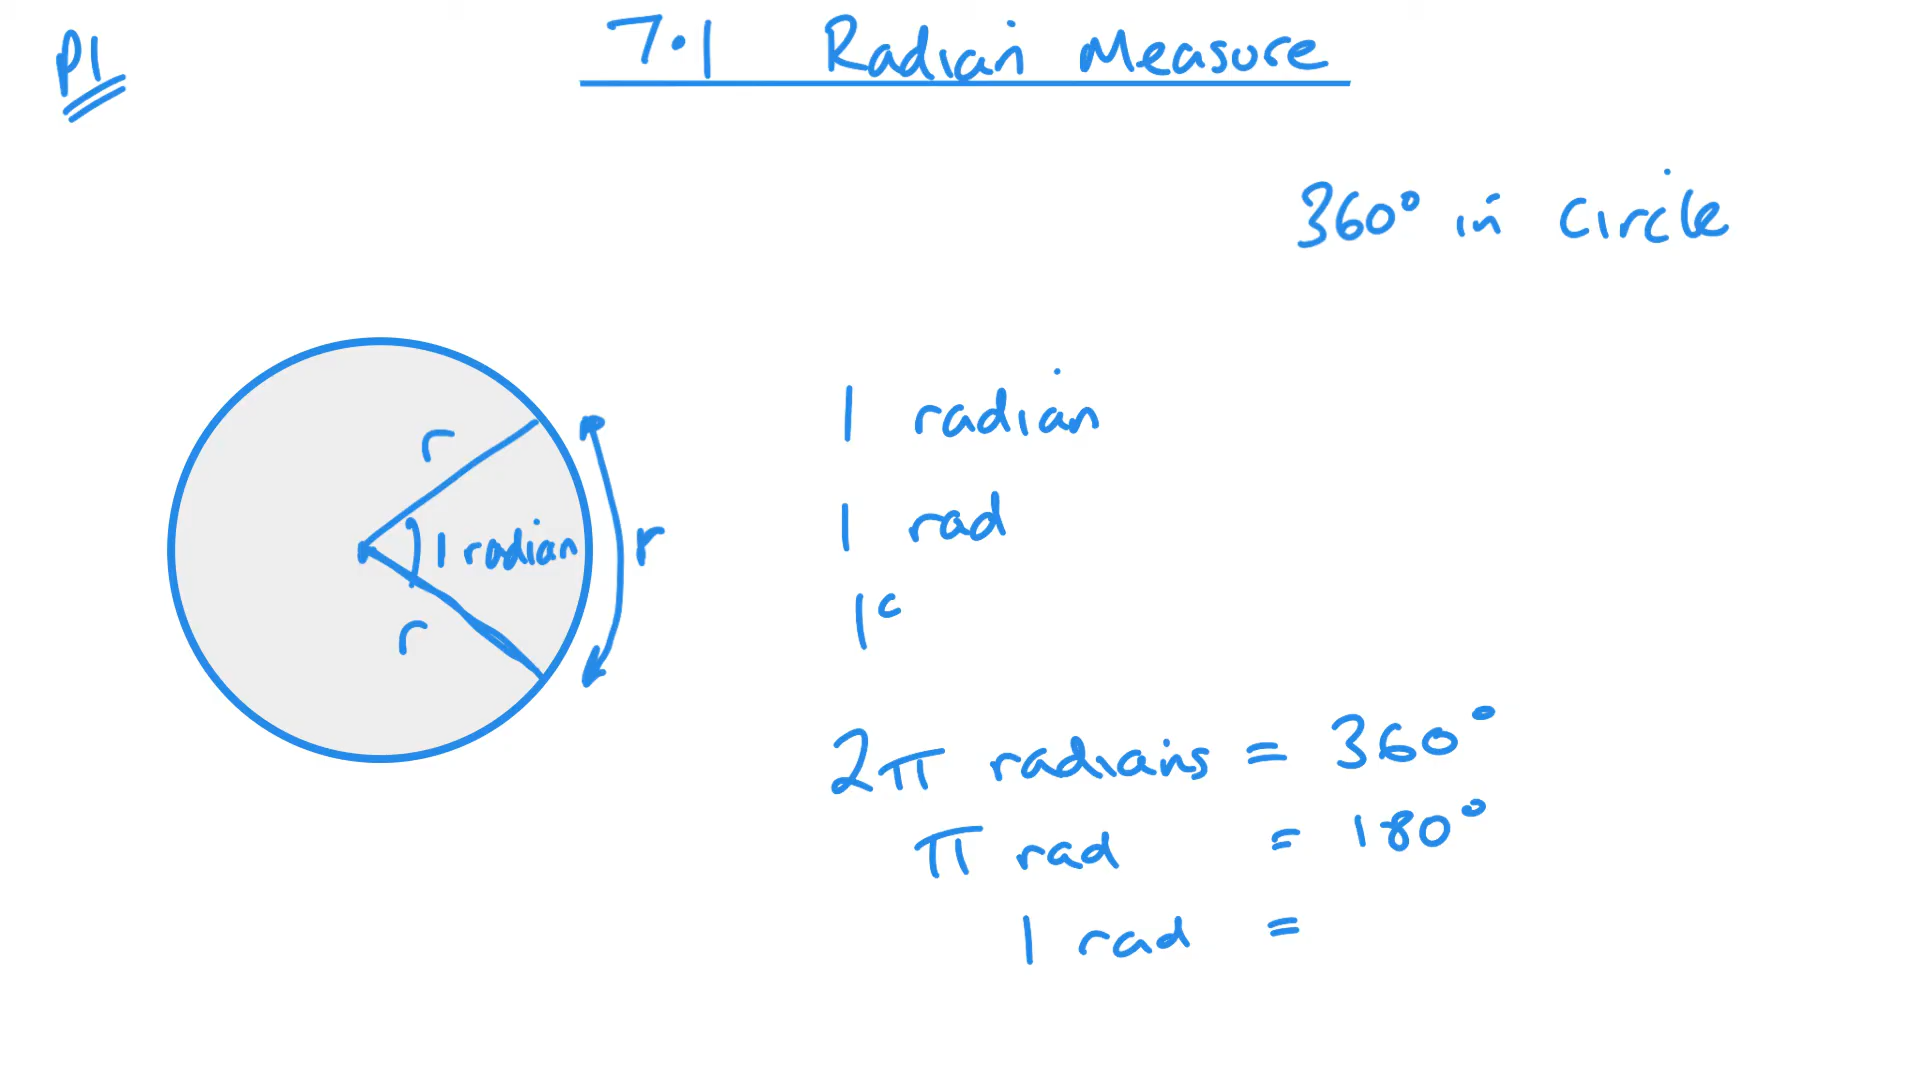 P1
7.1 Radian Measure
360° in circle
r
1 radian
r
r
1 radian
1 rad
1ᶜ
2π radians = 360°
π rad = 180°
1 rad =